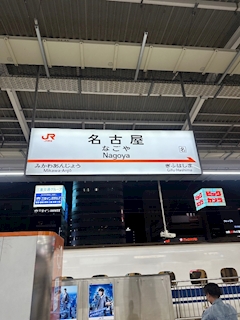 JR
名古屋
なごや
Nagoya
みかわあんじょう
Mikawa-Anjō
ぎふはしま
Gifu-Hashima
ビック
カメラ